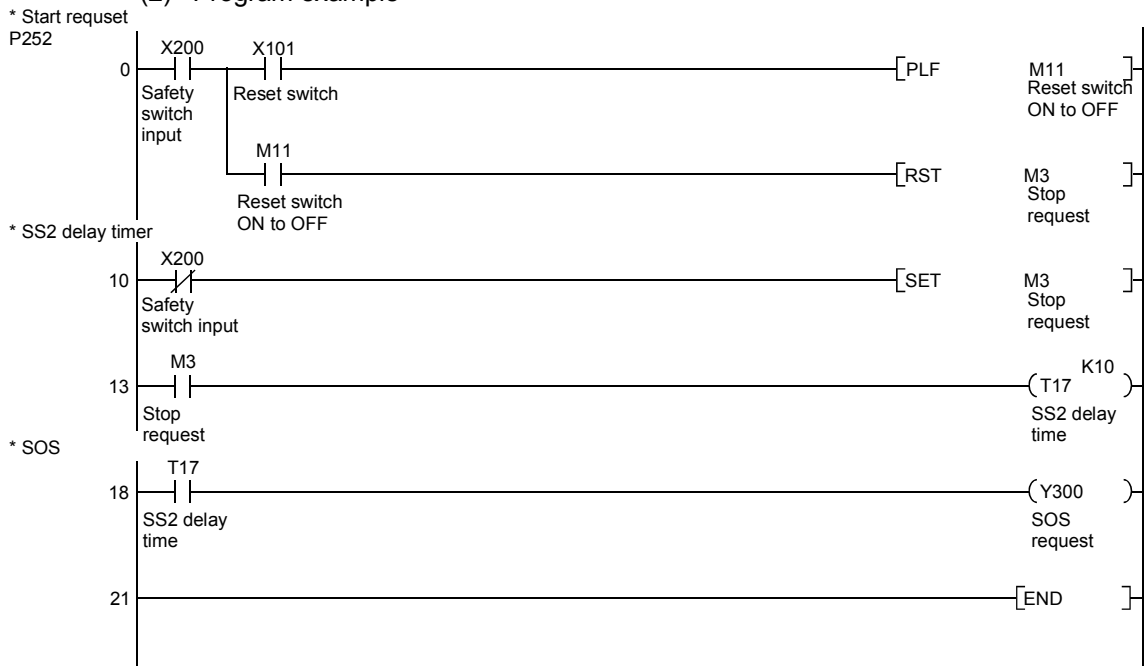 (2) Program example
* Start requset
P252
X200 X101
0 PLF M11
Safety switch input
Reset switch
Reset switch ON to OFF
M11
RST M3
Reset switch ON to OFF
Stop request
* SS2 delay timer
X200
10 SET M3
Safety switch input
Stop request
M3 K10
13 T17
Stop request
SS2 delay time
* SOS
T17
18 Y300
SS2 delay time
SOS request
21 END